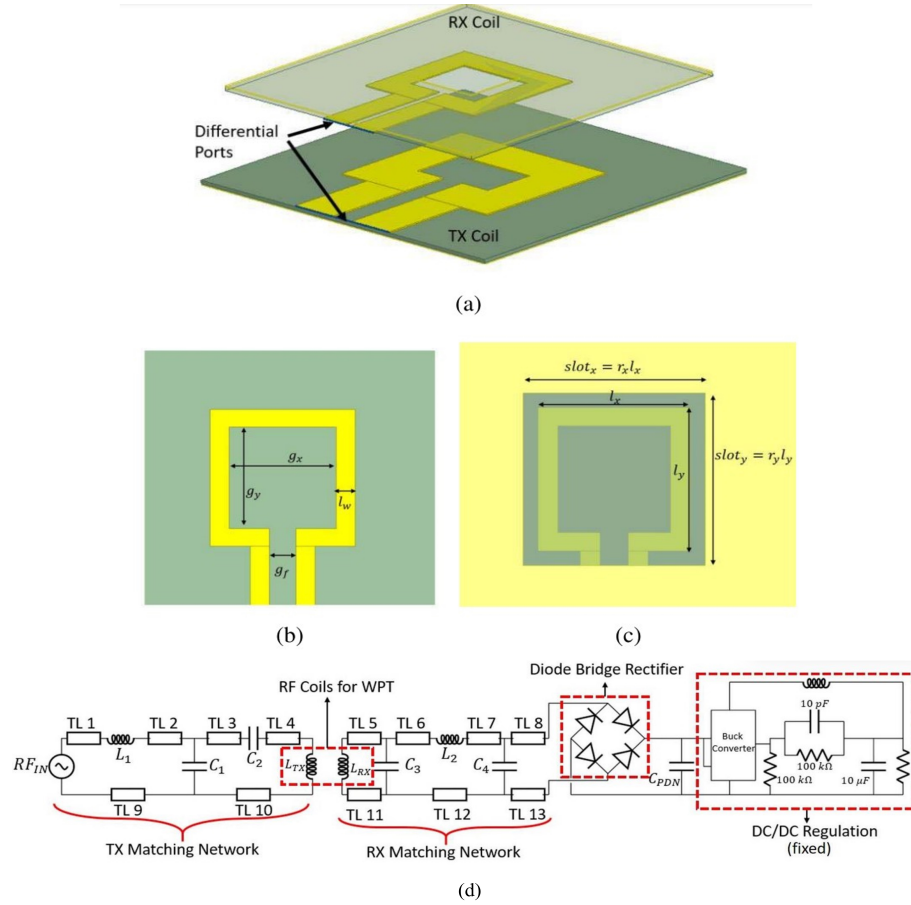 RX Coil
Differential
Ports
TX Coil
(a)
g_x
g_y
l_w
g_f
(b)
slot_x = r_x l_x
l_x
l_y
slot_y = r_y l_y
(c)
Diode Bridge Rectifier
RF Coils for WPT
TL 1
TL 2
TL 3
TL 4
TL 5
TL 6
TL 7
TL 8
L_1
C_2
L_2
RF_IN
C_1
L_TX
L_RX
C_3
C_4
C_PDN
Buck
Converter
10 pF
100 kΩ
100 kΩ
10 μF
TL 9
TL 10
TL 11
TL 12
TL 13
TX Matching Network
RX Matching Network
DC/DC Regulation
(fixed)
(d)